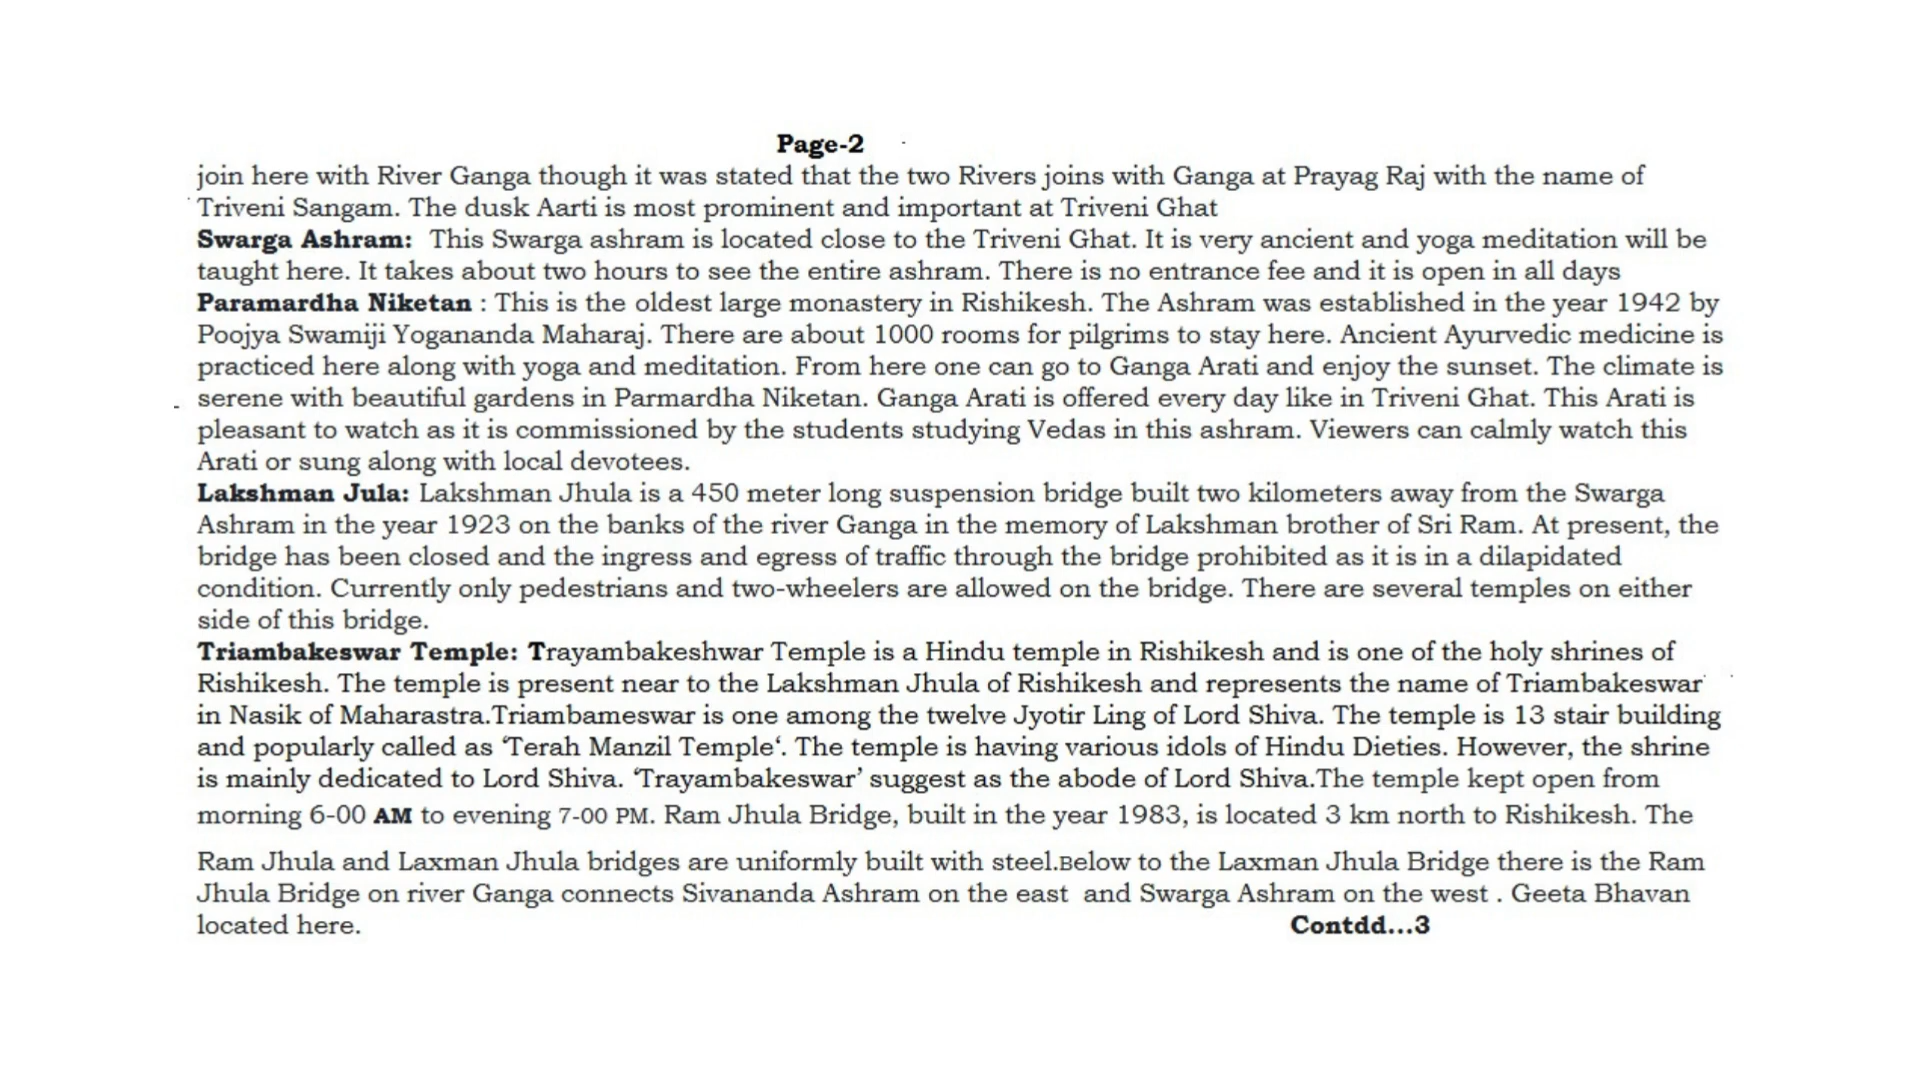 Page-2
join here with River Ganga though it was stated that the two Rivers joins with Ganga at Prayag Raj with the name of
Triveni Sangam. The dusk Aarti is most prominent and important at Triveni Ghat
Swarga Ashram: This Swarga ashram is located close to the Triveni Ghat. It is very ancient and yoga meditation will be
taught here. It takes about two hours to see the entire ashram. There is no entrance fee and it is open in all days
Paramardha Niketan : This is the oldest large monastery in Rishikesh. The Ashram was established in the year 1942 by
Poojya Swamiji Yogananda Maharaj. There are about 1000 rooms for pilgrims to stay here. Ancient Ayurvedic medicine is
practiced here along with yoga and meditation. From here one can go to Ganga Arati and enjoy the sunset. The climate is
serene with beautiful gardens in Parmardha Niketan. Ganga Arati is offered every day like in Triveni Ghat. This Arati is
pleasant to watch as it is commissioned by the students studying Vedas in this ashram. Viewers can calmly watch this
Arati or sung along with local devotees.
Lakshman Jula: Lakshman Jhula is a 450 meter long suspension bridge built two kilometers away from the Swarga
Ashram in the year 1923 on the banks of the river Ganga in the memory of Lakshman brother of Sri Ram. At present, the
bridge has been closed and the ingress and egress of traffic through the bridge prohibited as it is in a dilapidated
condition. Currently only pedestrians and two-wheelers are allowed on the bridge. There are several temples on either
side of this bridge.
Triambakeswar Temple: Trayambakeshwar Temple is a Hindu temple in Rishikesh and is one of the holy shrines of
Rishikesh. The temple is present near to the Lakshman Jhula of Rishikesh and represents the name of Triambakeswar
in Nasik of Maharastra.Triambameswar is one among the twelve Jyotir Ling of Lord Shiva. The temple is 13 stair building
and popularly called as ‘Terah Manzil Temple‘. The temple is having various idols of Hindu Dieties. However, the shrine
is mainly dedicated to Lord Shiva. ‘Trayambakeswar’ suggest as the abode of Lord Shiva.The temple kept open from
morning 6-00 AM to evening 7-00 PM. Ram Jhula Bridge, built in the year 1983, is located 3 km north to Rishikesh. The
Ram Jhula and Laxman Jhula bridges are uniformly built with steel.Below to the Laxman Jhula Bridge there is the Ram
Jhula Bridge on river Ganga connects Sivananda Ashram on the east and Swarga Ashram on the west . Geeta Bhavan
located here. Contdd...3